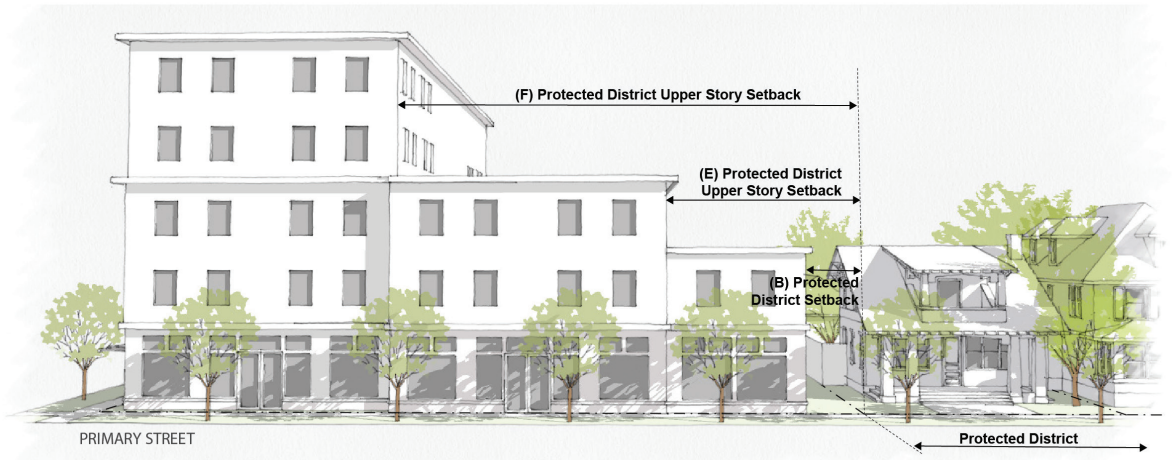 (F) Protected District Upper Story Setback
(E) Protected District
Upper Story Setback
(B) Protected
District Setback
PRIMARY STREET
Protected District